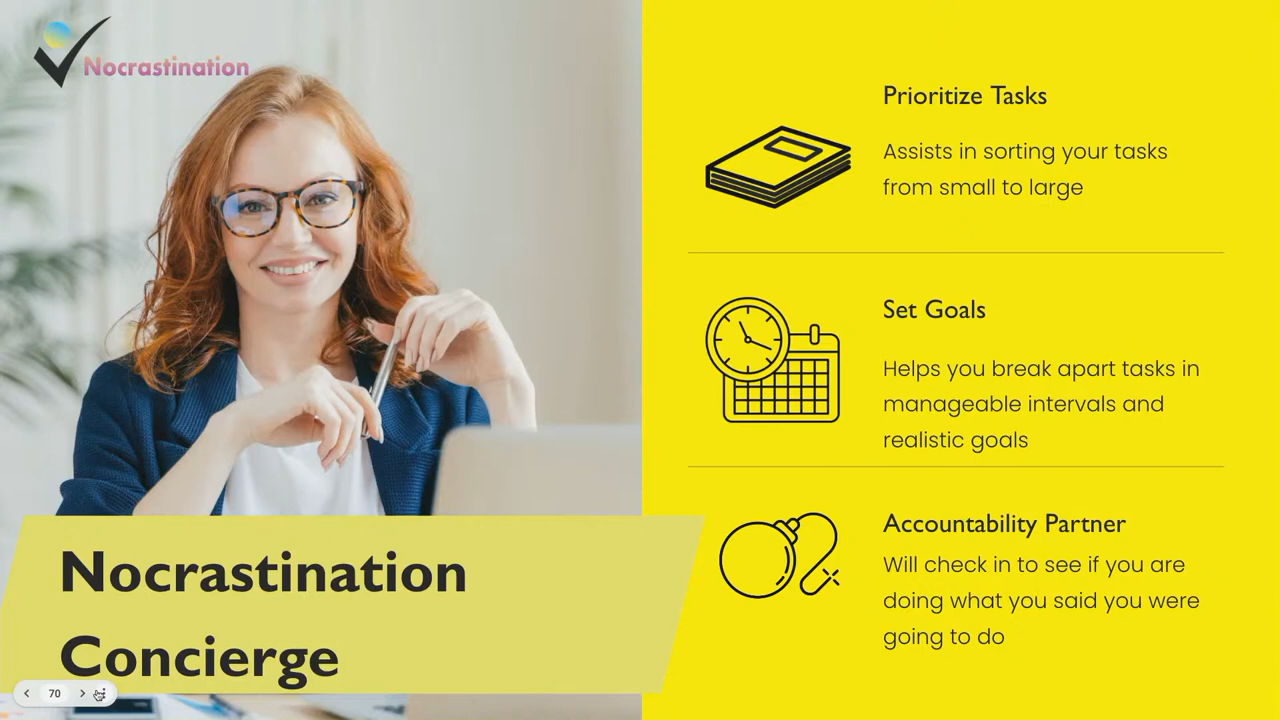 Nocrastination
Prioritize Tasks
Assists in sorting your tasks
from small to large
Set Goals
Helps you break apart tasks in
manageable intervals and
realistic goals
Accountability Partner
Will check in to see if you are
doing what you said you were
going to do
Nocrastination
Concierge
70